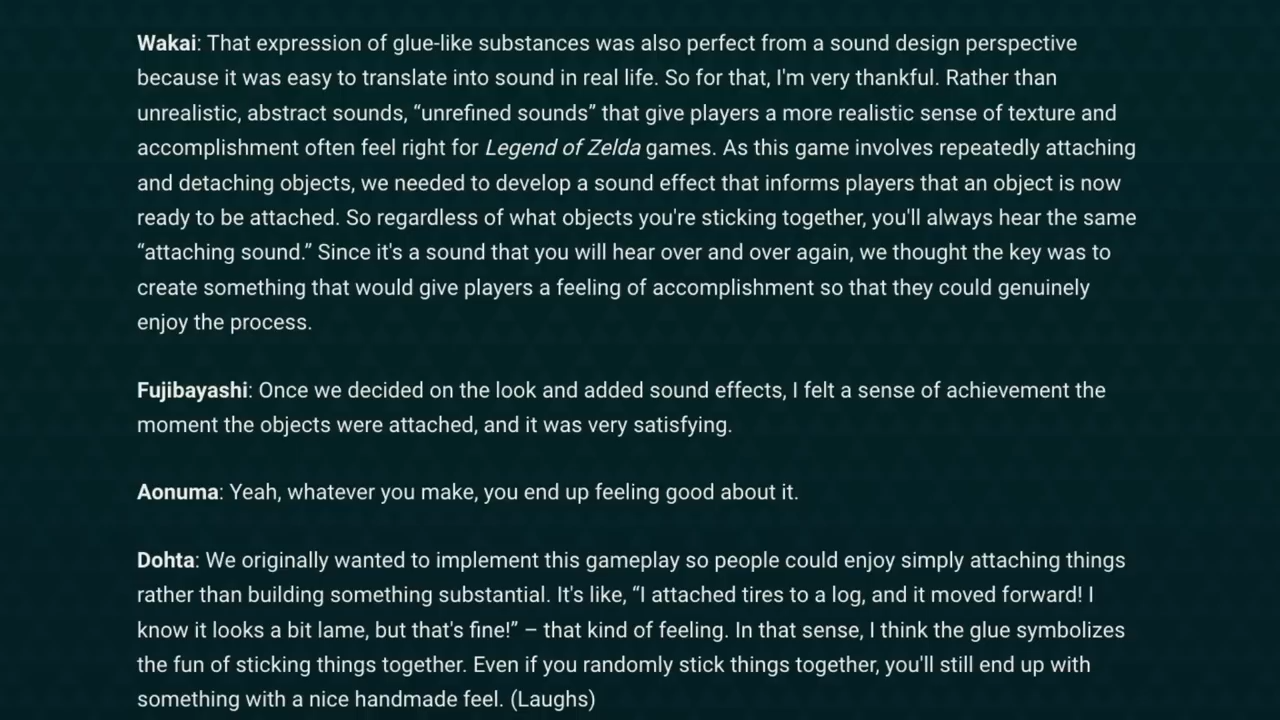 Wakai: That expression of glue-like substances was also perfect from a sound design perspective
because it was easy to translate into sound in real life. So for that, I'm very thankful. Rather than
unrealistic, abstract sounds, “unrefined sounds” that give players a more realistic sense of texture and
accomplishment often feel right for Legend of Zelda games. As this game involves repeatedly attaching
and detaching objects, we needed to develop a sound effect that informs players that an object is now
ready to be attached. So regardless of what objects you're sticking together, you'll always hear the same
“attaching sound.” Since it's a sound that you will hear over and over again, we thought the key was to
create something that would give players a feeling of accomplishment so that they could genuinely
enjoy the process.
Fujibayashi: Once we decided on the look and added sound effects, I felt a sense of achievement the
moment the objects were attached, and it was very satisfying.
Aonuma: Yeah, whatever you make, you end up feeling good about it.
Dohta: We originally wanted to implement this gameplay so people could enjoy simply attaching things
rather than building something substantial. It's like, “I attached tires to a log, and it moved forward! I
know it looks a bit lame, but that's fine!” – that kind of feeling. In that sense, I think the glue symbolizes
the fun of sticking things together. Even if you randomly stick things together, you'll still end up with
something with a nice handmade feel. (Laughs)